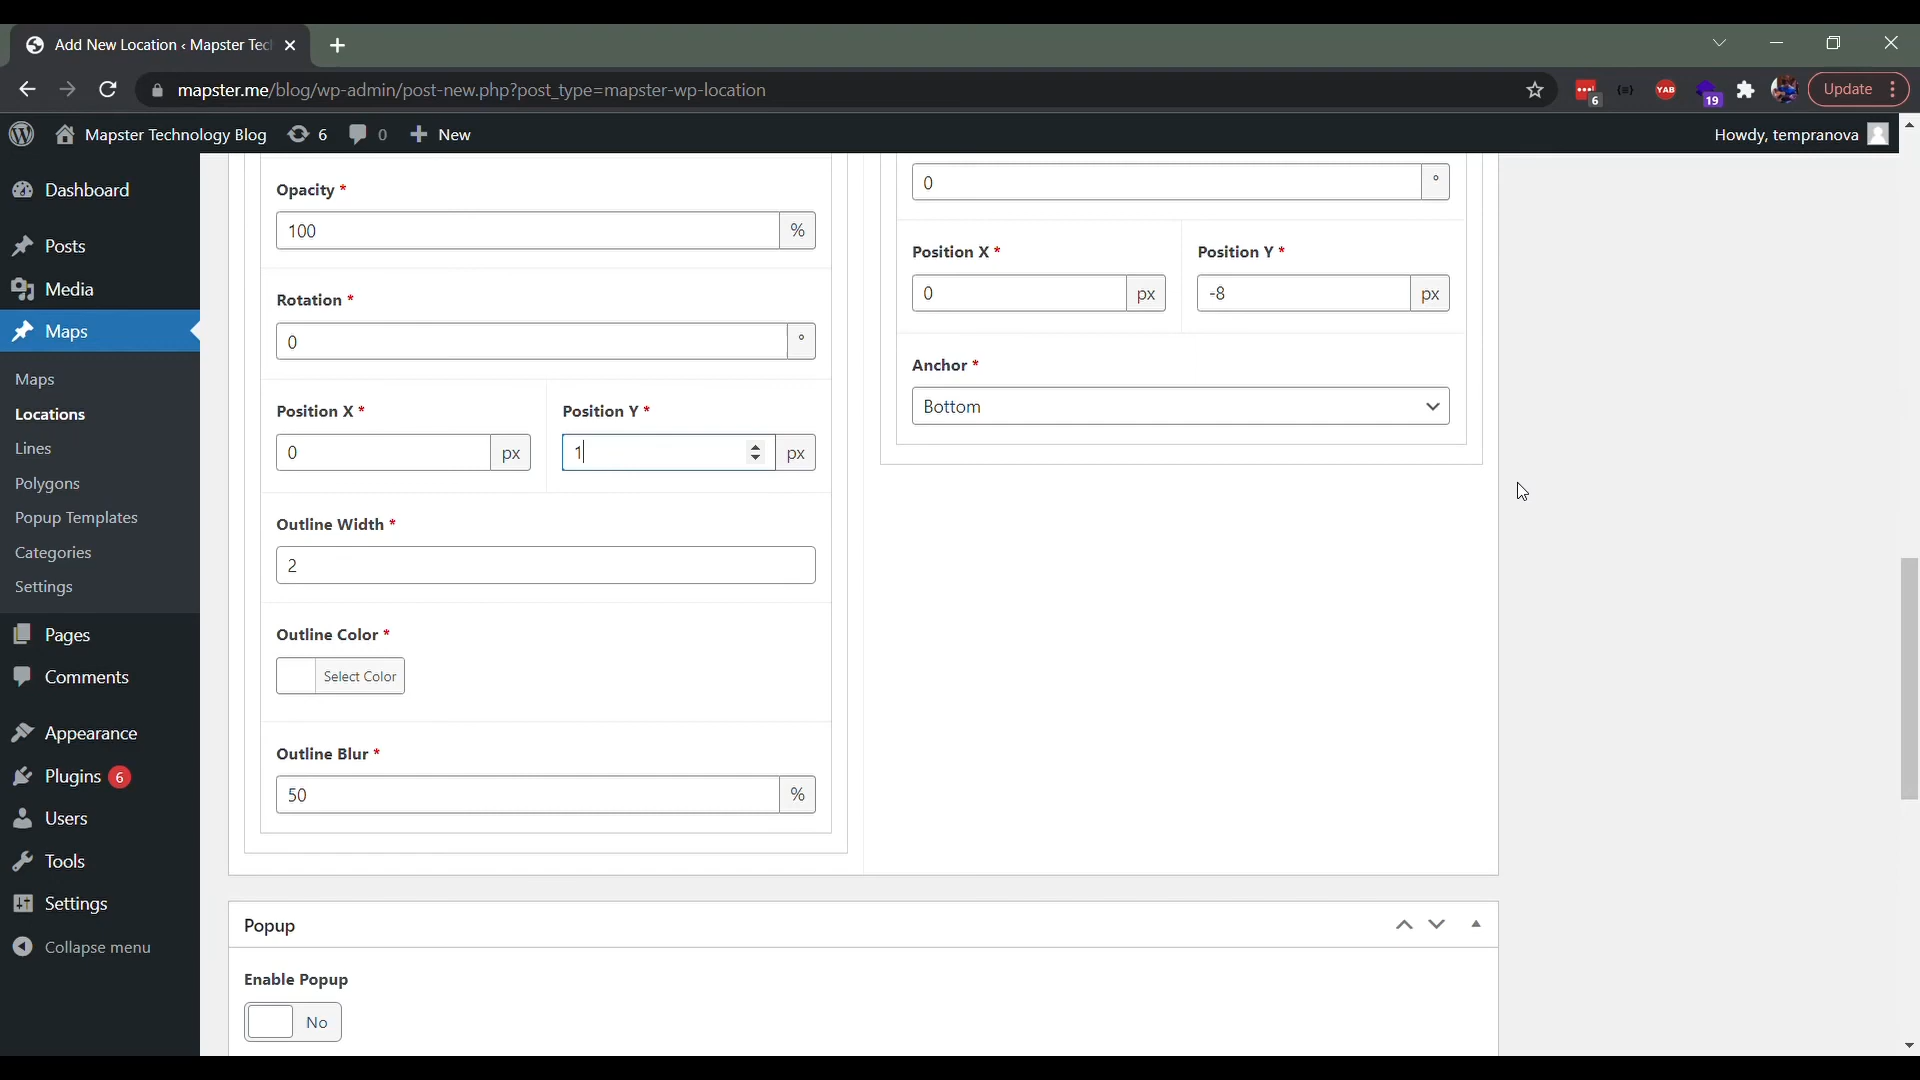 Add New Location ‹ Mapster Tec
mapster.me/blog/wp-admin/post-new.php?post_type=mapster-wp-location
6
YAB
19
Update
Mapster Technology Blog
6
0
New
Howdy, tempranova
Dashboard
Posts
Media
Maps
Maps
Locations
Lines
Polygons
Popup Templates
Categories
Settings
Pages
Comments
Appearance
Plugins 6
Users
Tools
Settings
Collapse menu
Opacity *
100 %
Rotation *
0 °
Position X * Position Y *
0 px 1 px
Outline Width *
2
Outline Color *
Select Color
Outline Blur *
50 %
0 °
Position X * Position Y *
0 px -8 px
Anchor *
Bottom
Popup
Enable Popup
No